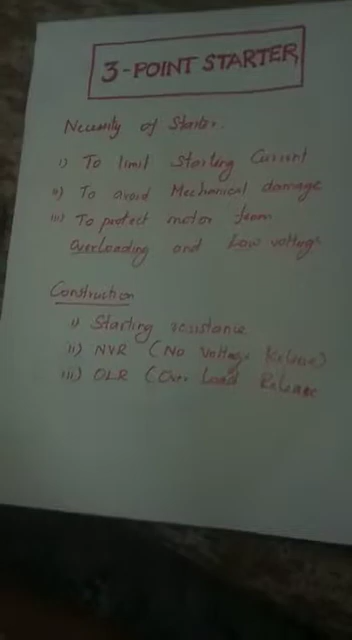 3-POINT STARTER
Necessity of Starter.
i) To limit Starting Current
ii) To avoid Mechanical damage
iii) To protect motor from
overloading and Low voltage
Construction
i) Starting resistance
ii) NVR (No Voltage Release)
iii) OLR (Over Load Release